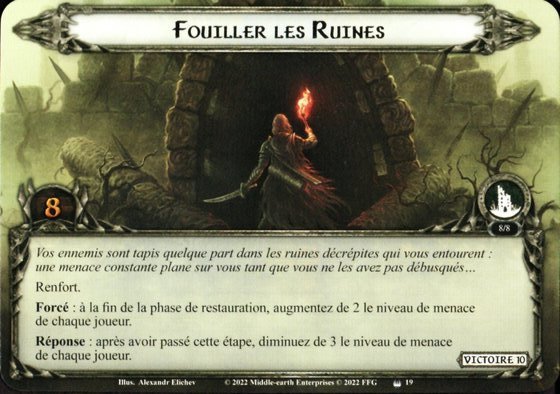 FOUILLER LES RUINES
8
8/8
Vos ennemis sont tapis quelque part dans les ruines décrépites qui vous entourent :
une menace constante plane sur vous tant que vous ne les avez pas débusqués…
Renfort.
Forcé : à la fin de la phase de restauration, augmentez de 2 le niveau de menace
de chaque joueur.
Réponse : après avoir passé cette étape, diminuez de 3 le niveau de menace
de chaque joueur.
VICTOIRE 10
Illus. Alexandr Elichev © 2022 Middle-earth Enterprises © 2022 FFG 19